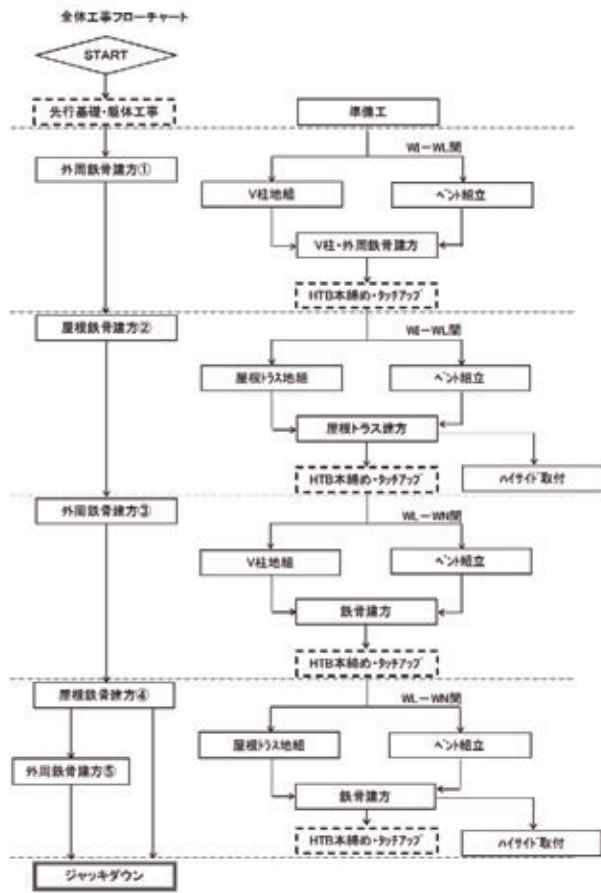 全体工事フローチャート
START
先行基礎・躯体工事
準備工
WI－WL間
外周鉄骨建方①
V柱地組
ベント組立
V柱・外周鉄骨建方
HTB本締め・タッチアップ
屋根鉄骨建方②
WI－WL間
屋根トラス地組
ベント組立
屋根トラス建方
HTB本締め・タッチアップ
ハイサイド取付
外周鉄骨建方③
WL－WN間
V柱地組
ベント組立
鉄骨建方
HTB本締め・タッチアップ
屋根鉄骨建方④
WL－WN間
屋根トラス地組
ベント組立
外周鉄骨建方⑤
鉄骨建方
HTB本締め・タッチアップ
ハイサイド取付
ジャッキダウン